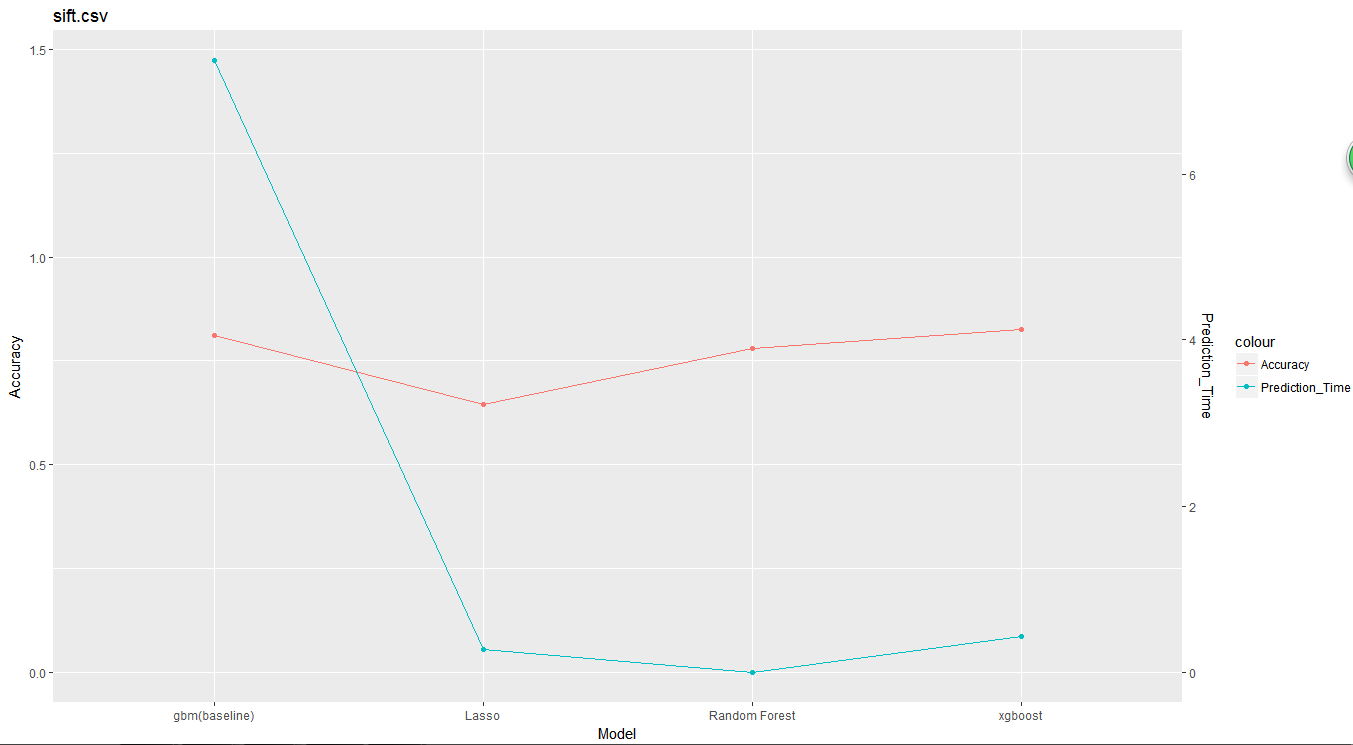 sift.csv
1.5
1.0
0.5
0.0
Accuracy
6
4
2
0
Prediction_Time
gbm(baseline)
Lasso
Random Forest
xgboost
Model
colour
Accuracy
Prediction_Time